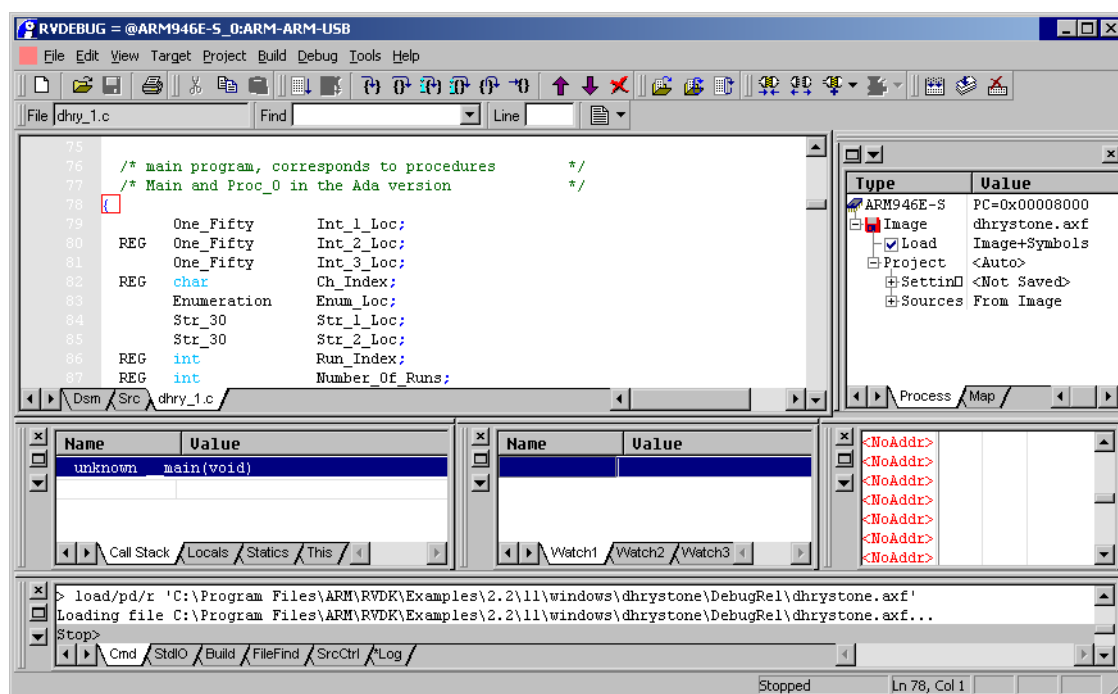 RVDEBUG = @ARM946E-S_0:ARM-ARM-USB
File Edit View Target Project Build Debug Tools Help
File dhry_1.c Find Line
75
76 /* main program, corresponds to procedures */
77 /* Main and Proc_0 in the Ada version */
78 {
79 One_Fifty Int_1_Loc;
80 REG One_Fifty Int_2_Loc;
81 One_Fifty Int_3_Loc;
82 REG char Ch_Index;
83 Enumeration Enum_Loc;
84 Str_30 Str_1_Loc;
85 Str_30 Str_2_Loc;
86 REG int Run_Index;
87 REG int Number_Of_Runs;
Dsm Src dhry_1.c
Type Value
ARM946E-S PC=0x00008000
Image dhrystone.axf
Load Image+Symbols
Project <Auto>
Settin <Not Saved>
Sources From Image
Process Map
Name Value
unknown __main(void)
Call Stack Locals Statics This
Name Value
Watch1 Watch2 Watch3
<NoAddr>
<NoAddr>
<NoAddr>
<NoAddr>
<NoAddr>
<NoAddr>
<NoAddr>
> load/pd/r 'C:\Program Files\ARM\RVDK\Examples\2.2\11\windows\dhrystone\DebugRel\dhrystone.axf'
Loading file C:\Program Files\ARM\RVDK\Examples\2.2\11\windows\dhrystone\DebugRel\dhrystone.axf...
Stop>
Cmd StdIO Build FileFind SrcCtrl *Log
Stopped Ln 78, Col 1